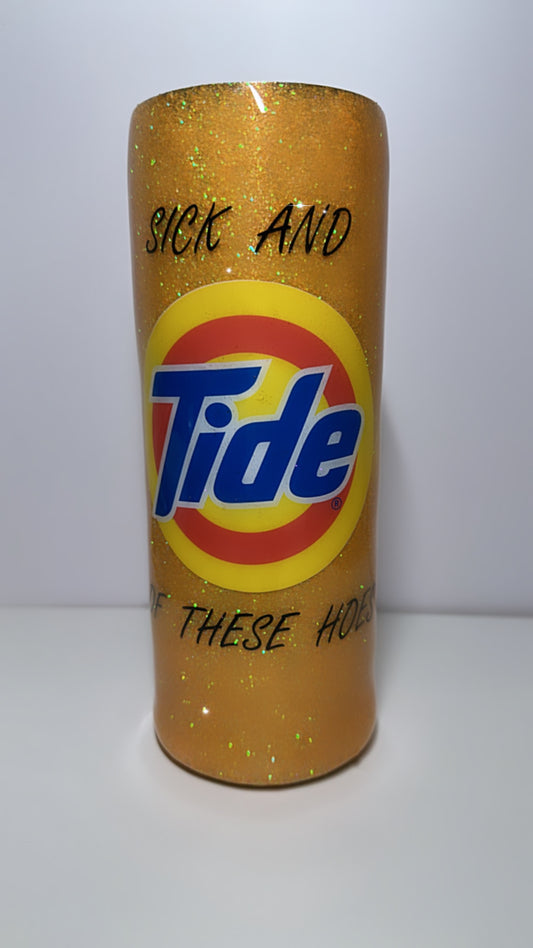 SICK AND
Tide®
OF THESE HOES